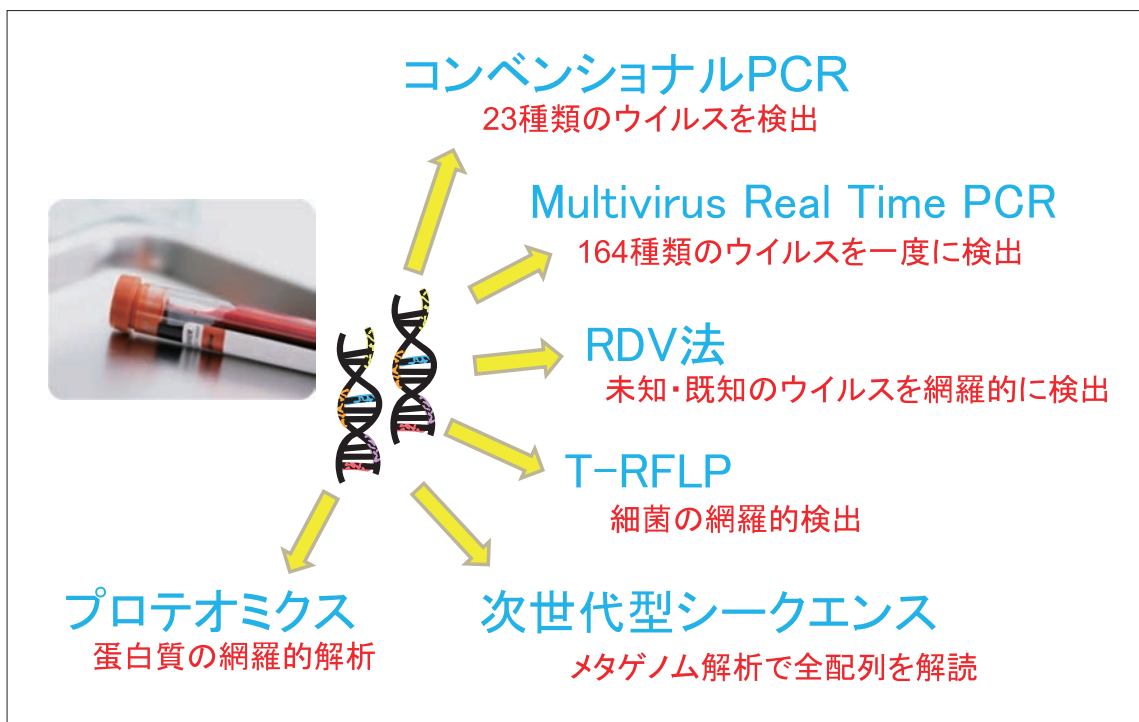 コンベンショナルPCR
23種類のウイルスを検出
Multivirus Real Time PCR
164種類のウイルスを一度に検出
RDV法
未知・既知のウイルスを網羅的に検出
T-RFLP
細菌の網羅的検出
プロテオミクス
蛋白質の網羅的解析
次世代型シークエンス
メタゲノム解析で全配列を解読